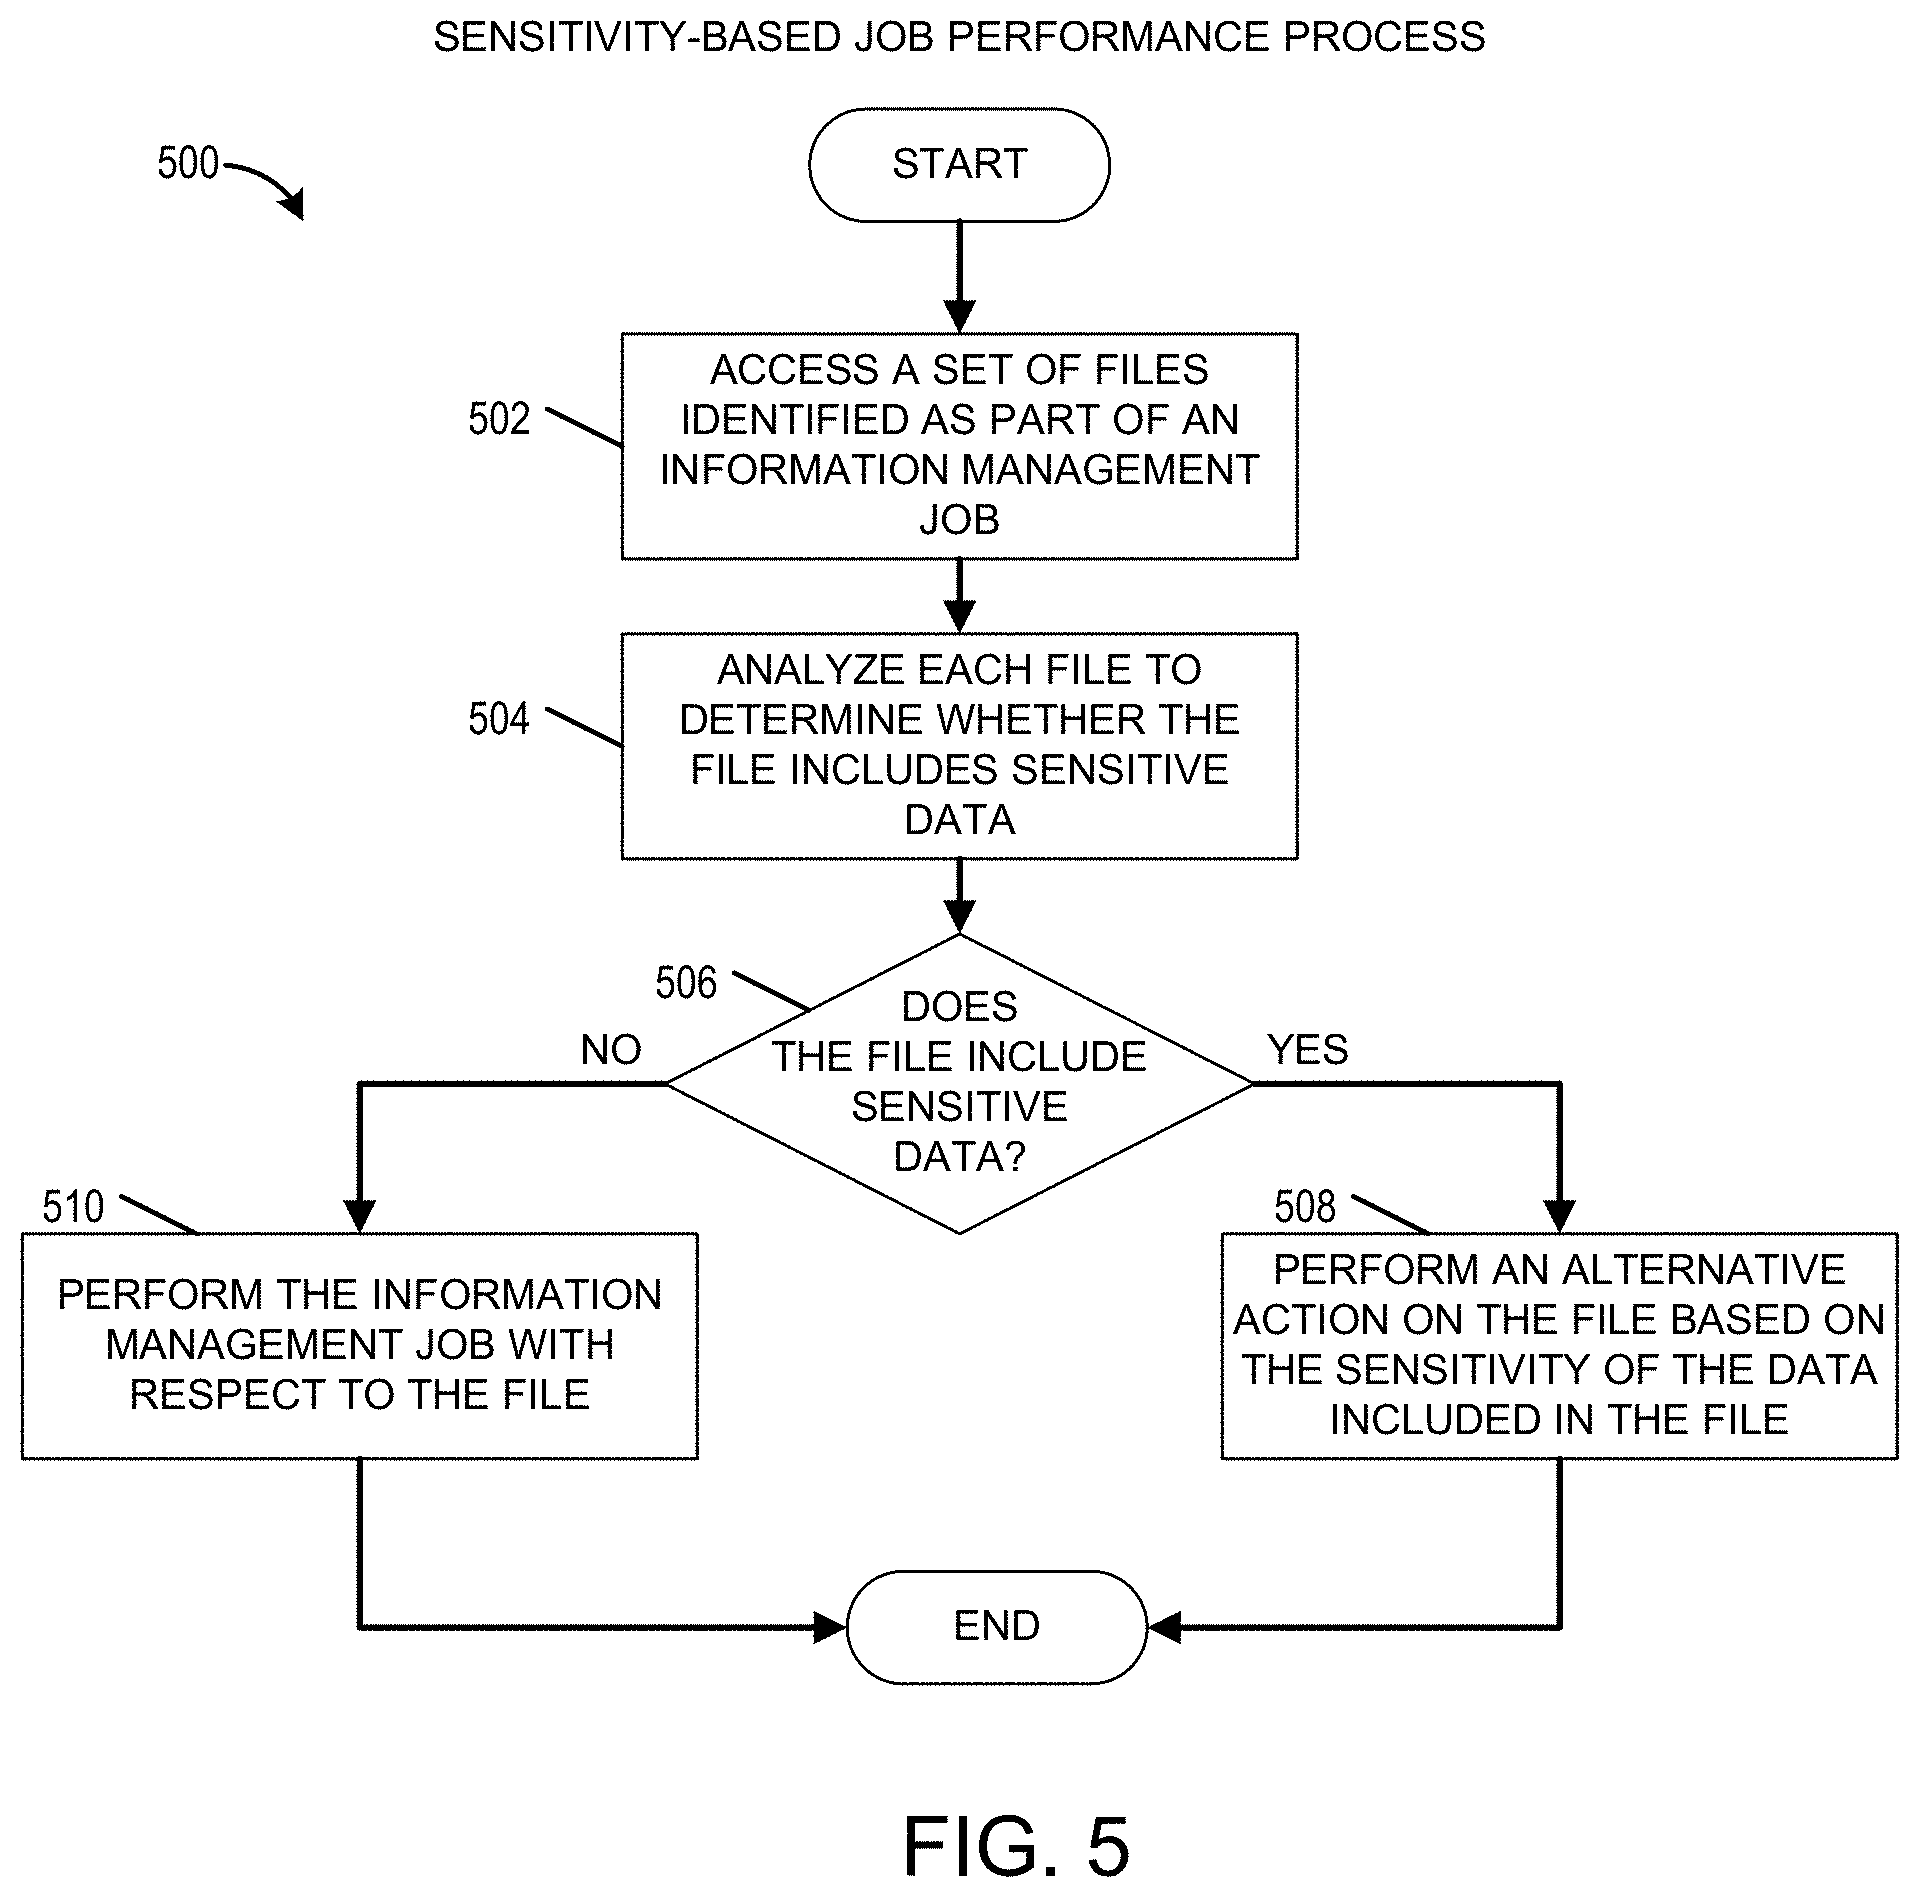 SENSITIVITY-BASED JOB PERFORMANCE PROCESS
500
START
502
ACCESS A SET OF FILES
IDENTIFIED AS PART OF AN
INFORMATION MANAGEMENT
JOB
504
ANALYZE EACH FILE TO
DETERMINE WHETHER THE
FILE INCLUDES SENSITIVE
DATA
506
DOES
THE FILE INCLUDE
SENSITIVE
DATA?
NO
YES
510
PERFORM THE INFORMATION
MANAGEMENT JOB WITH
RESPECT TO THE FILE
508
PERFORM AN ALTERNATIVE
ACTION ON THE FILE BASED ON
THE SENSITIVITY OF THE DATA
INCLUDED IN THE FILE
END
FIG. 5